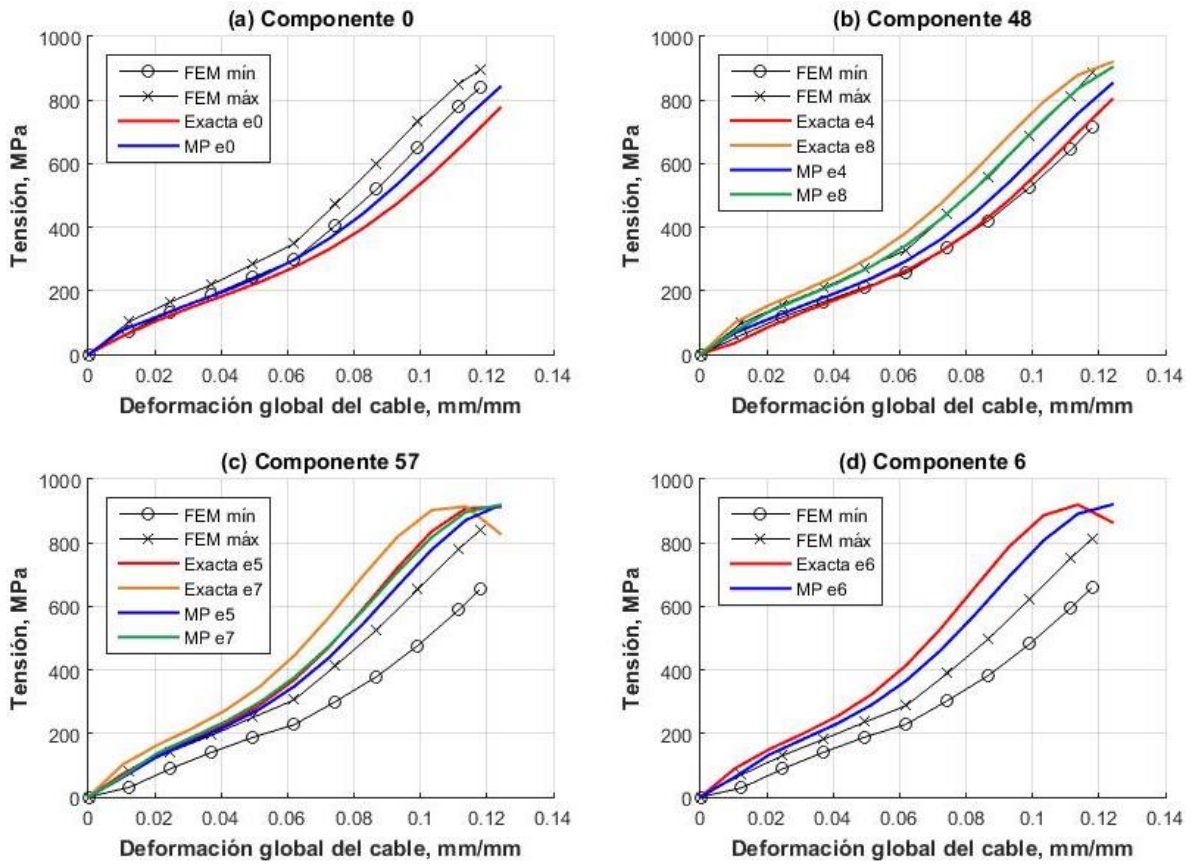 (a) Componente 0
1000
800
600
400
200
0
Tensión, MPa
FEM mín
FEM máx
Exacta e0
MP e0
0 0.02 0.04 0.06 0.08 0.1 0.12 0.14
Deformación global del cable, mm/mm
(b) Componente 48
1000
800
600
400
200
0
Tensión, MPa
FEM mín
FEM máx
Exacta e4
Exacta e8
MP e4
MP e8
0 0.02 0.04 0.06 0.08 0.1 0.12 0.14
Deformación global del cable, mm/mm
(c) Componente 57
1000
800
600
400
200
0
Tensión, MPa
FEM mín
FEM máx
Exacta e5
Exacta e7
MP e5
MP e7
0 0.02 0.04 0.06 0.08 0.1 0.12 0.14
Deformación global del cable, mm/mm
(d) Componente 6
1000
800
600
400
200
0
Tensión, MPa
FEM mín
FEM máx
Exacta e6
MP e6
0 0.02 0.04 0.06 0.08 0.1 0.12 0.14
Deformación global del cable, mm/mm